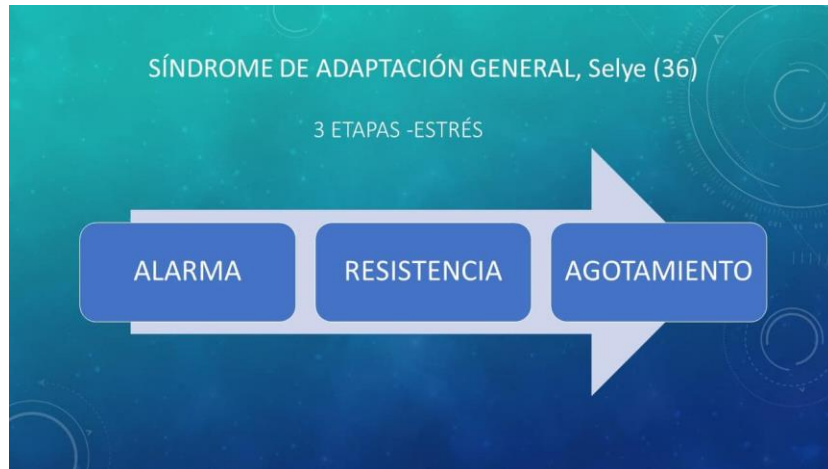 SÍNDROME DE ADAPTACIÓN GENERAL, Selye (36)
3 ETAPAS -ESTRÉS
ALARMA
RESISTENCIA
AGOTAMIENTO